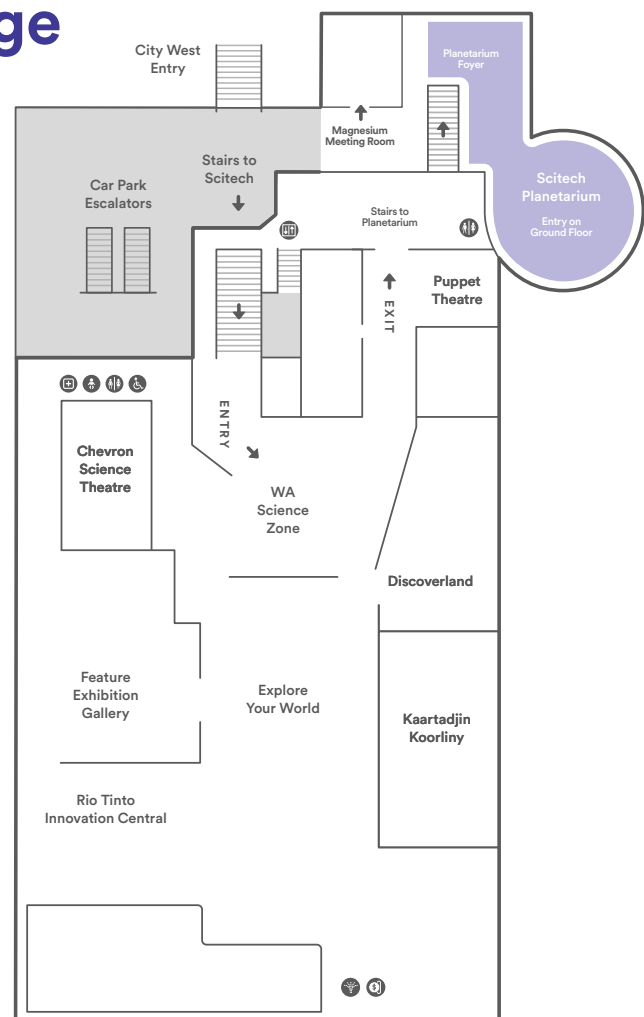 ge
City West
Entry
Planetarium
Foyer
Magnesium
Meeting Room
Stairs to
Scitech
Car Park
Escalators
Scitech
Planetarium
Entry on
Ground Floor
Stairs to
Planetarium
Puppet
Theatre
EXIT
ENTRY
Chevron
Science
Theatre
WA
Science
Zone
Discoverland
Feature
Exhibition
Gallery
Explore
Your World
Kaartadjin
Koorliny
Rio Tinto
Innovation Central